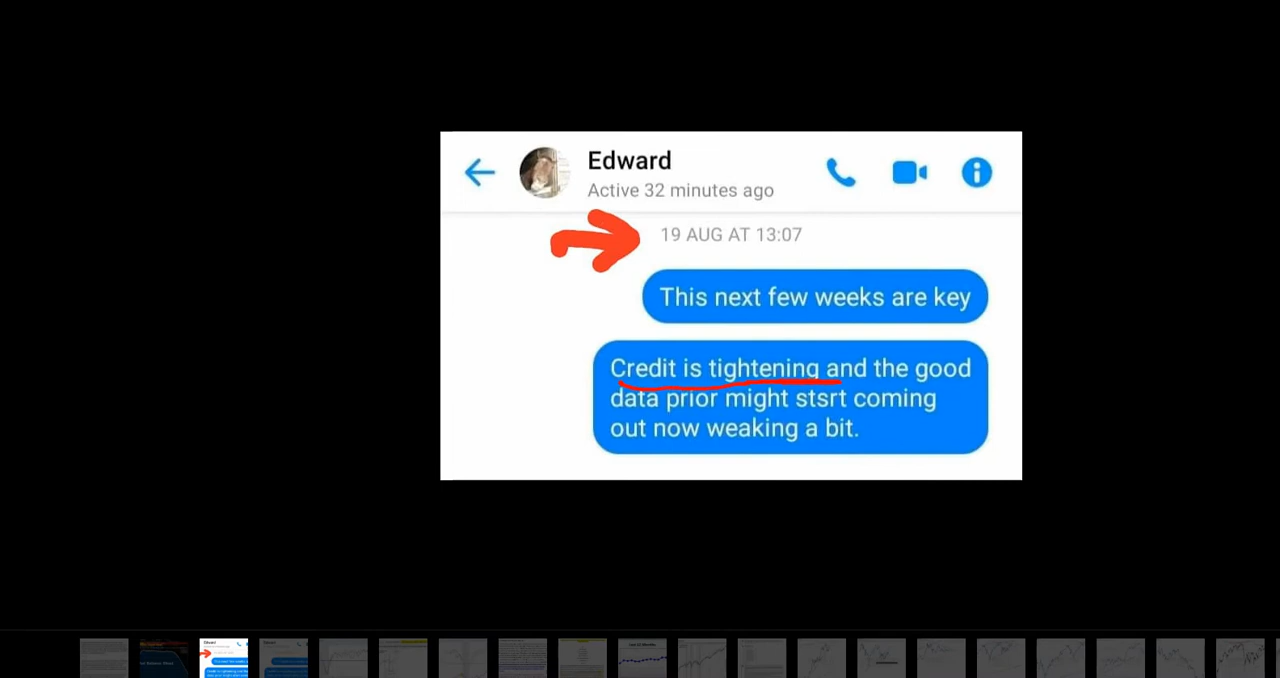 Edward
Active 32 minutes ago
19 AUG AT 13:07
This next few weeks are key
Credit is tightening and the good
data prior might stsrt coming
out now weaking a bit.